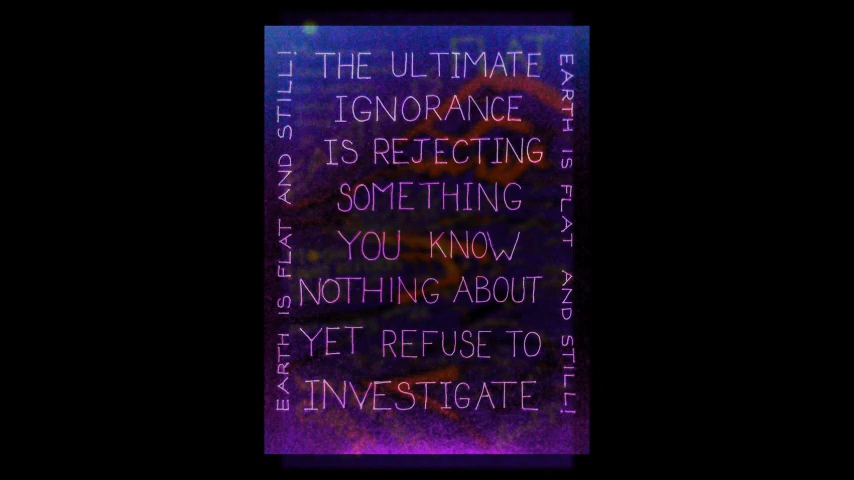 EARTH IS FLAT AND STILL!
THE ULTIMATE
IGNORANCE
IS REJECTING
SOMETHING
YOU KNOW
NOTHING ABOUT
YET REFUSE TO
INVESTIGATE
EARTH IS FLAT AND STILL!